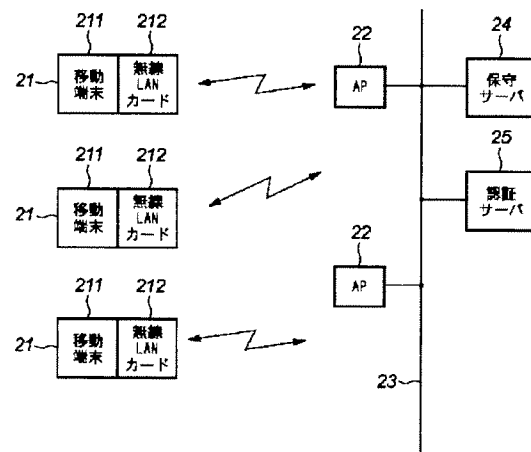 211
212
21
移動
端末
無線
LAN
カード
22
AP
24
保守
サーバ
211
212
21
移動
端末
無線
LAN
カード
25
認証
サーバ
22
AP
211
212
21
移動
端末
無線
LAN
カード
23